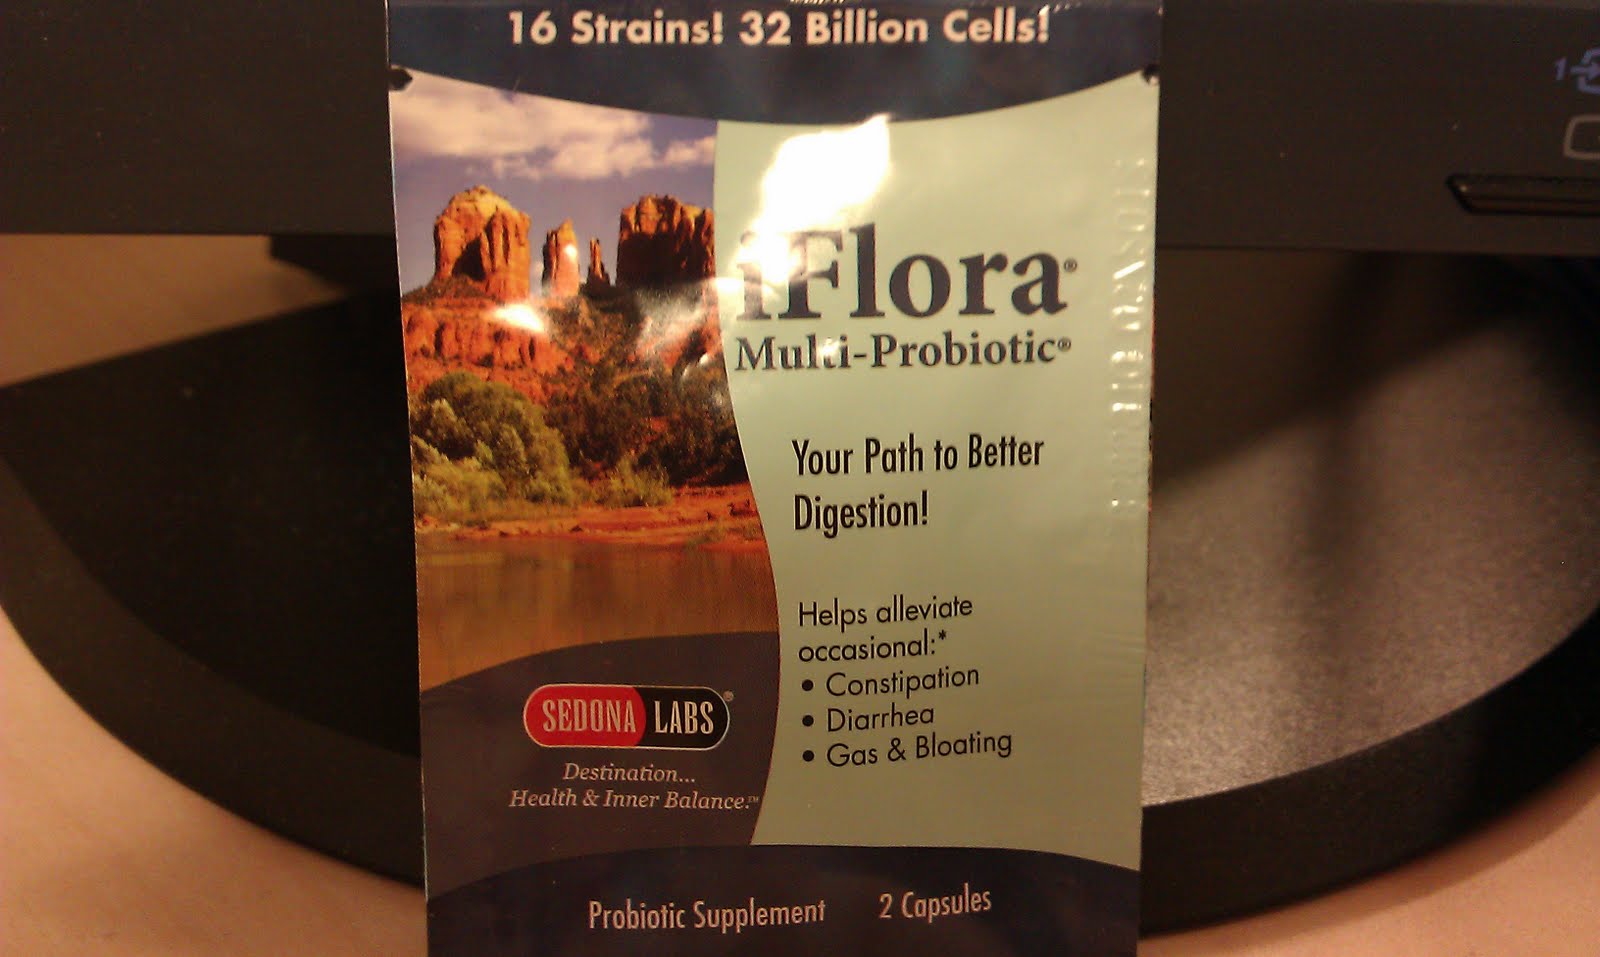 16 Strains! 32 Billion Cells!
iFlora®
Multi-Probiotic®
Your Path to Better
Digestion!
Helps alleviate
occasional:*
• Constipation
• Diarrhea
• Gas & Bloating
SEDONA LABS®
Destination...
Health & Inner Balance.™
Probiotic Supplement 2 Capsules
1